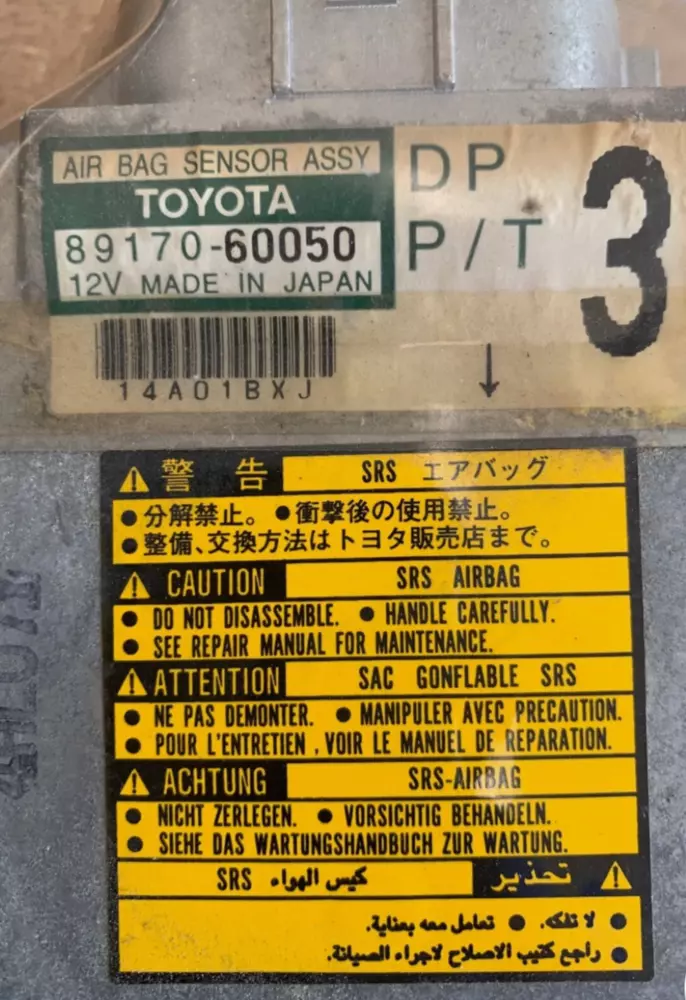 AIR BAG SENSOR ASSY
TOYOTA
89170-60050
12V MADE IN JAPAN
DP
P/T
3
14A01BXJ
↓
⚠ 警告 SRS エアバッグ
● 分解禁止。 ● 衝撃後の使用禁止。
● 整備、交換方法はトヨタ販売店まで。
⚠ CAUTION SRS AIRBAG
● DO NOT DISASSEMBLE. ● HANDLE CAREFULLY.
● SEE REPAIR MANUAL FOR MAINTENANCE.
⚠ ATTENTION SAC GONFLABLE SRS
● NE PAS DEMONTER. ● MANIPULER AVEC PRECAUTION.
● POUR L'ENTRETIEN , VOIR LE MANUEL DE REPARATION.
⚠ ACHTUNG SRS-AIRBAG
● NICHT ZERLEGEN. ● VORSICHTIG BEHANDELN.
● SIEHE DAS WARTUNGSHANDBUCH ZUR WARTUNG.
⚠ تحذير كيس الهواء SRS
● لا تفكه. ● تعامل معه بعناية.
● راجع كتيب الاصلاح لاجراء الصيانة.